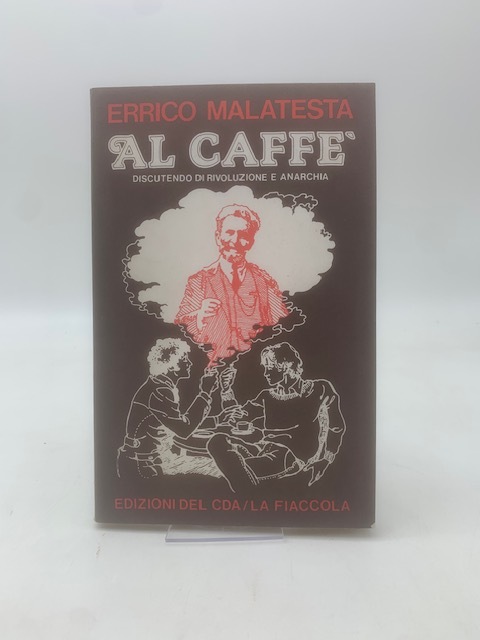 ERRICO MALATESTA
AL CAFFE`
DISCUTENDO DI RIVOLUZIONE E ANARCHIA
EDIZIONI DEL CDA/LA FIACCOLA